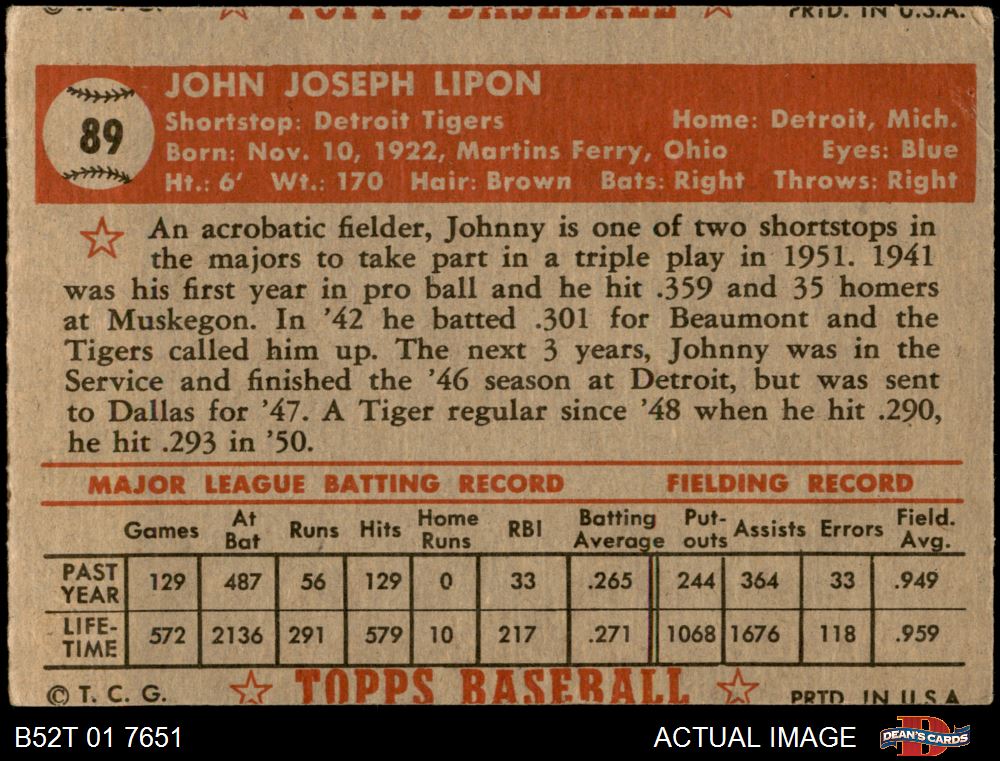 © T. C. G. TOPPS BASEBALL PRTD. IN U.S.A.
JOHN JOSEPH LIPON
89
Shortstop: Detroit Tigers Home: Detroit, Mich.
Born: Nov. 10, 1922, Martins Ferry, Ohio Eyes: Blue
Ht.: 6' Wt.: 170 Hair: Brown Bats: Right Throws: Right
An acrobatic fielder, Johnny is one of two shortstops in
the majors to take part in a triple play in 1951. 1941
was his first year in pro ball and he hit .359 and 35 homers
at Muskegon. In '42 he batted .301 for Beaumont and the
Tigers called him up. The next 3 years, Johnny was in the
Service and finished the '46 season at Detroit, but was sent
to Dallas for '47. A Tiger regular since '48 when he hit .290,
he hit .293 in '50.
MAJOR LEAGUE BATTING RECORD FIELDING RECORD
Games At Bat Runs Hits Home Runs RBI Batting Average Put-outs Assists Errors Field. Avg.
PAST YEAR 129 487 56 129 0 33 .265 244 364 33 .949
LIFE-TIME 572 2136 291 579 10 217 .271 1068 1676 118 .959
© T. C. G. TOPPS BASEBALL PRTD. IN U.S.A
B52T 01 7651 ACTUAL IMAGE DEAN'S CARDS